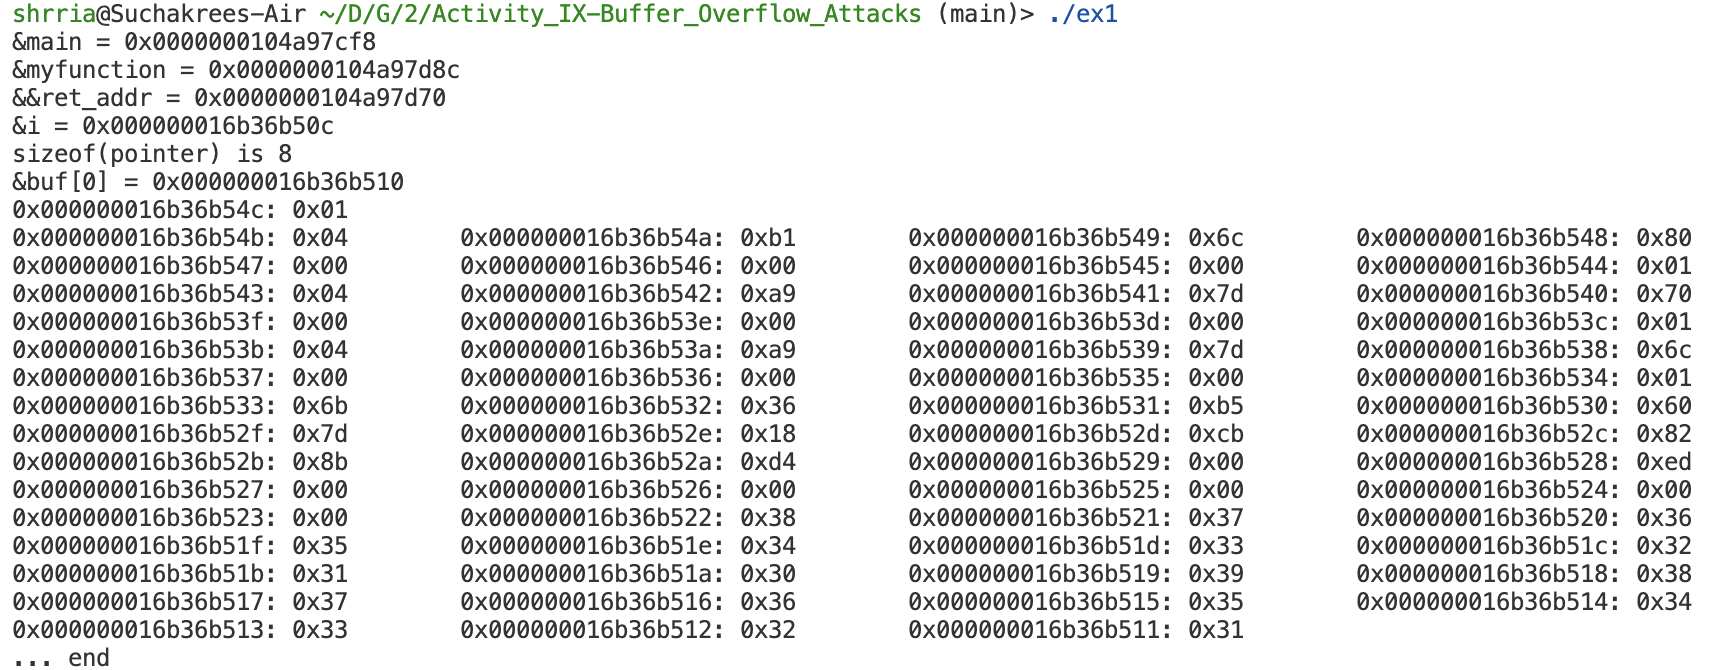 shrria@Suchakrees-Air ~/D/G/2/Activity_IX-Buffer_Overflow_Attacks (main)> ./ex1
&main = 0x0000000104a97cf8
&myfunction = 0x0000000104a97d8c
&&ret_addr = 0x0000000104a97d70
&i = 0x000000016b36b50c
sizeof(pointer) is 8
&buf[0] = 0x000000016b36b510
0x000000016b36b54c: 0x01
0x000000016b36b54b: 0x04 0x000000016b36b54a: 0xb1 0x000000016b36b549: 0x6c 0x000000016b36b548: 0x80
0x000000016b36b547: 0x00 0x000000016b36b546: 0x00 0x000000016b36b545: 0x00 0x000000016b36b544: 0x01
0x000000016b36b543: 0x04 0x000000016b36b542: 0xa9 0x000000016b36b541: 0x7d 0x000000016b36b540: 0x70
0x000000016b36b53f: 0x00 0x000000016b36b53e: 0x00 0x000000016b36b53d: 0x00 0x000000016b36b53c: 0x01
0x000000016b36b53b: 0x04 0x000000016b36b53a: 0xa9 0x000000016b36b539: 0x7d 0x000000016b36b538: 0x6c
0x000000016b36b537: 0x00 0x000000016b36b536: 0x00 0x000000016b36b535: 0x00 0x000000016b36b534: 0x01
0x000000016b36b533: 0x6b 0x000000016b36b532: 0x36 0x000000016b36b531: 0xb5 0x000000016b36b530: 0x60
0x000000016b36b52f: 0x7d 0x000000016b36b52e: 0x18 0x000000016b36b52d: 0xcb 0x000000016b36b52c: 0x82
0x000000016b36b52b: 0x8b 0x000000016b36b52a: 0xd4 0x000000016b36b529: 0x00 0x000000016b36b528: 0xed
0x000000016b36b527: 0x00 0x000000016b36b526: 0x00 0x000000016b36b525: 0x00 0x000000016b36b524: 0x00
0x000000016b36b523: 0x00 0x000000016b36b522: 0x38 0x000000016b36b521: 0x37 0x000000016b36b520: 0x36
0x000000016b36b51f: 0x35 0x000000016b36b51e: 0x34 0x000000016b36b51d: 0x33 0x000000016b36b51c: 0x32
0x000000016b36b51b: 0x31 0x000000016b36b51a: 0x30 0x000000016b36b519: 0x39 0x000000016b36b518: 0x38
0x000000016b36b517: 0x37 0x000000016b36b516: 0x36 0x000000016b36b515: 0x35 0x000000016b36b514: 0x34
0x000000016b36b513: 0x33 0x000000016b36b512: 0x32 0x000000016b36b511: 0x31
... end